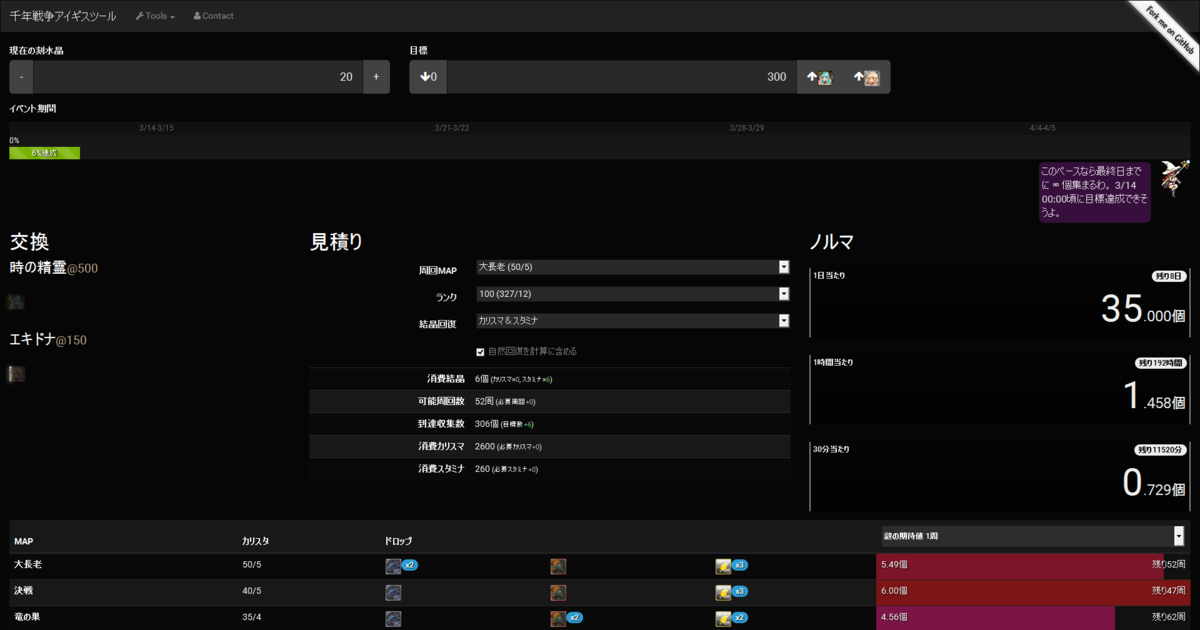 千年戦争アイギスツール Tools Contact
Fork me on GitHub
現在の刻水晶 目標
- 20 + 0 300
イベント期間
3/14-3/15 3/21-3/22 3/28-3/29 4/4-4/5
0%
6%達成
このペースなら最終日まで
に ∞ 個集まるわ。3/14
00:00頃に目標達成できそ
うよ。
交換
時の精霊@500
エキドナ@150
見積り
周回MAP 大長老 (50/5)
ランク 100 (327/12)
結晶回復 カリスマ＆スタミナ
自然回復を計算に含める
消費結晶 6個 (カリスマ×0, スタミナ×6)
可能周回数 52周 (必要周回+0)
到達収集数 306個 (目標数+6)
消費カリスマ 2600 (必要カリスマ+0)
消費スタミナ 260 (必要スタミナ+0)
ノルマ
1日当たり 残り8日
35.000個
1時間当たり 残り192時間
1.458個
30分当たり 残り11520分
0.729個
MAP カリスタ ドロップ 謎の期待値 1周
大長老 50/5 x2 x3 5.49個 残り52周
決戦 40/5 x3 6.00個 残り47周
竜の巣 35/4 x2 x2 4.56個 残り62周